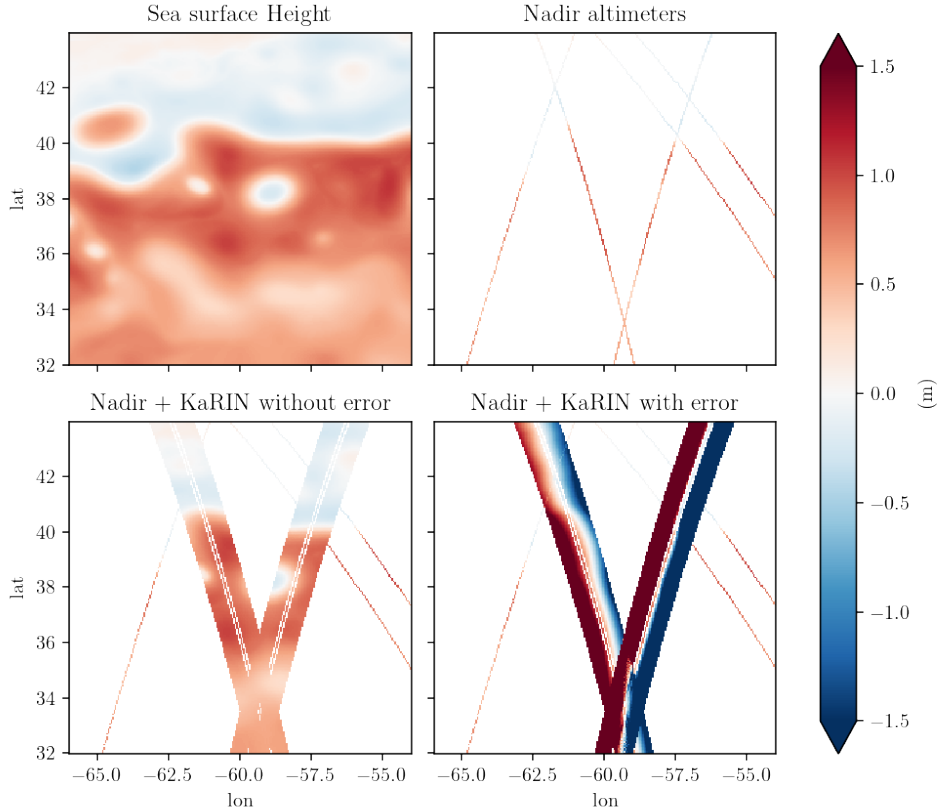 Sea surface Height
Nadir altimeters
42
40
38
36
34
32
lat
1.5
1.0
0.5
0.0
−0.5
−1.0
−1.5
(m)
Nadir + KaRIN without error
Nadir + KaRIN with error
42
40
38
36
34
32
lat
−65.0 −62.5 −60.0 −57.5 −55.0
−65.0 −62.5 −60.0 −57.5 −55.0
lon
lon